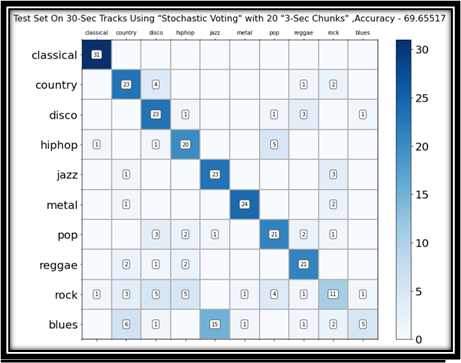 Test Set On 30-Sec Tracks Using "Stochastic Voting" with 20 "3-Sec Chunks" ,Accuracy - 69.65517
classical country disco hiphop jazz metal pop reggae rock blues
classical 31
country 23 4 1 2
disco 23 1 1 3 1
hiphop 1 1 20 5
jazz 1 23 3
metal 1 24 2
pop 3 2 1 21 2 1
reggae 2 1 2 21
rock 1 3 5 5 1 4 1 11 1
blues 6 1 15 1 1 2 5
30
25
20
15
10
5
0